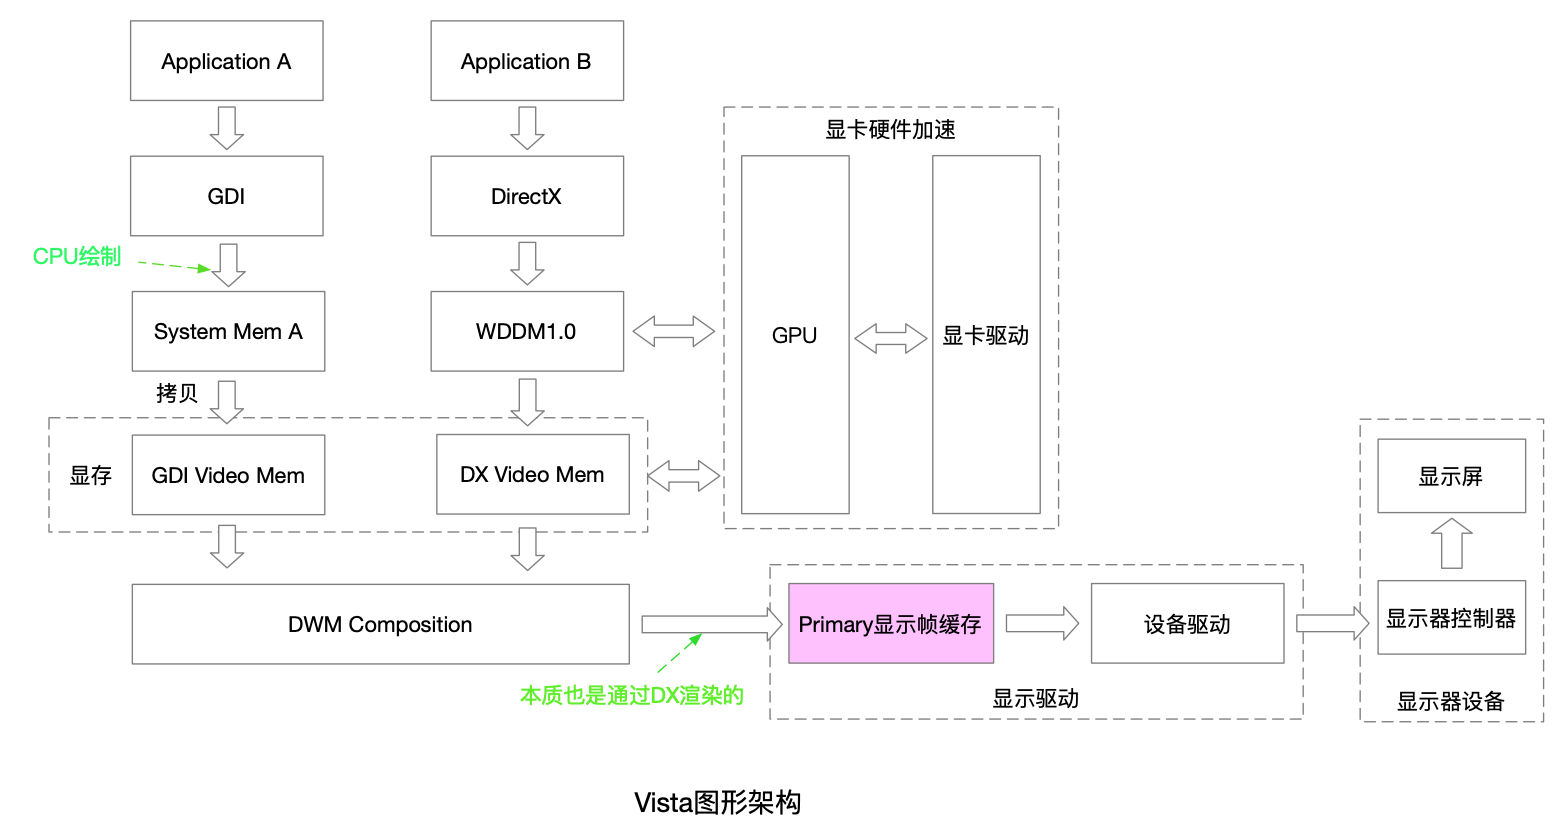 Application A
Application B
显卡硬件加速
GDI
DirectX
CPU绘制
System Mem A
WDDM1.0
GPU
显卡驱动
拷贝
显存
GDI Video Mem
DX Video Mem
显示屏
DWM Composition
Primary显示帧缓存
设备驱动
显示器控制器
本质也是通过DX渲染的
显示驱动
显示器设备
Vista图形架构